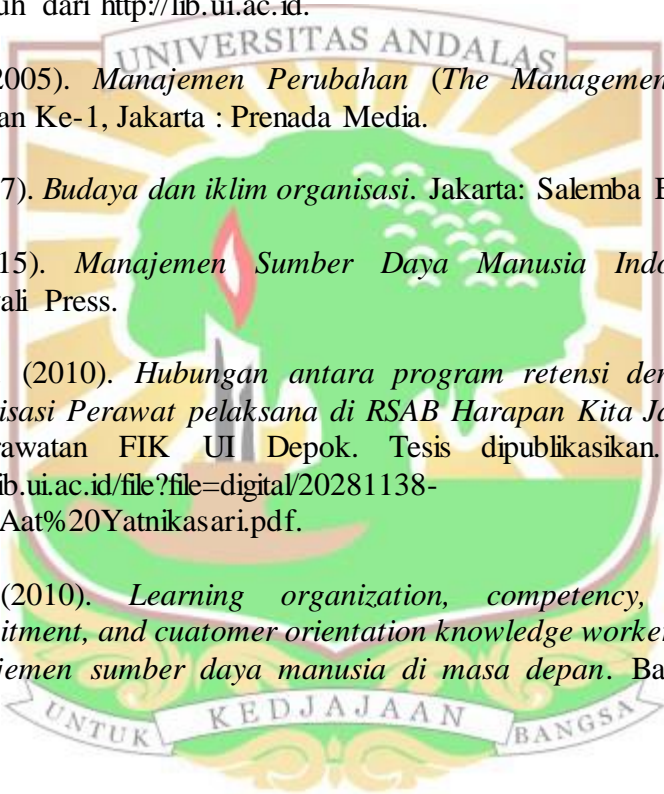 uh dari http://lib.ui.ac.id.
UNIVERSITAS ANDALAS
2005). Manajemen Perubahan (The Managemen
an Ke-1, Jakarta : Prenada Media.
7). Budaya dan iklim organisasi. Jakarta: Salemba E
15). Manajemen Sumber Daya Manusia Indo
ali Press.
(2010). Hubungan antara program retensi den
isasi Perawat pelaksana di RSAB Harapan Kita Ja
rawatan FIK UI Depok. Tesis dipublikasikan.
ib.ui.ac.id/file?file=digital/20281138-
Aat%20Yatnikasari.pdf.
(2010). Learning organization, competency,
itment, and cuatomer orientation knowledge worker
jemen sumber daya manusia di masa depan. Ba
UNTUK KEDJAJAAN BANGSA